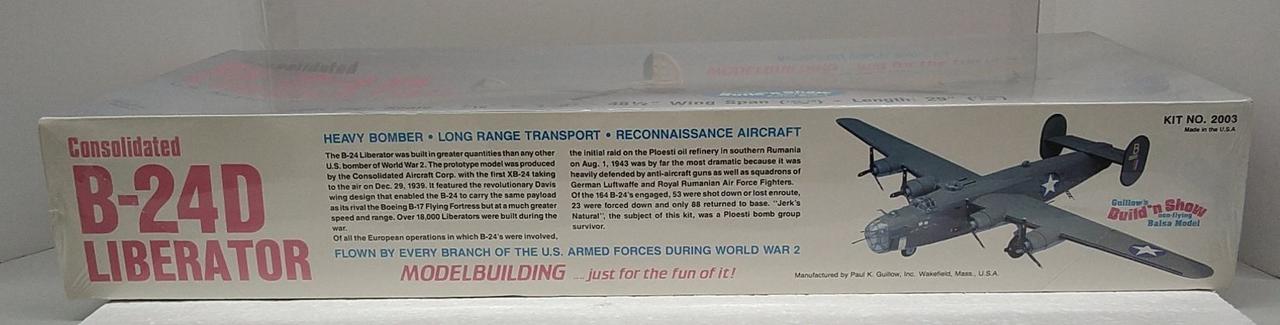 MODELBUILDING
48½" Wing Span
Length: 29"
Consolidated
B-24D
LIBERATOR
HEAVY BOMBER • LONG RANGE TRANSPORT • RECONNAISSANCE AIRCRAFT
The B-24 Liberator was built in greater quantities than any other
U.S. bomber of World War 2. The prototype model was produced
by the Consolidated Aircraft Corp. with the first XB-24 taking
to the air on Dec. 29, 1939. It featured the revolutionary Davis
wing design that enabled the B-24 to carry the same payload
as its rival the Boeing B-17 Flying Fortress but at a much greater
speed and range. Over 18,000 Liberators were built during the
war.
Of all the European operations in which B-24's were involved,
the initial raid on the Ploesti oil refinery in southern Rumania
on Aug. 1, 1943 was by far the most dramatic because it was
heavily defended by anti-aircraft guns as well as squadrons of
German Luftwaffe and Royal Rumanian Air Force Fighters.
Of the 164 B-24's engaged, 53 were shot down or lost enroute,
23 were forced down and only 88 returned to base. "Jerk's
Natural", the subject of this kit, was a Ploesti bomb group
survivor.
FLOWN BY EVERY BRANCH OF THE U.S. ARMED FORCES DURING WORLD WAR 2
MODELBUILDING ... just for the fun of it!
KIT NO. 2003
Made in the U.S.A
Guillow's
Build'n Show
non-flying
Balsa Model
Manufactured by Paul K. Guillow, Inc. Wakefield, Mass., U.S.A.